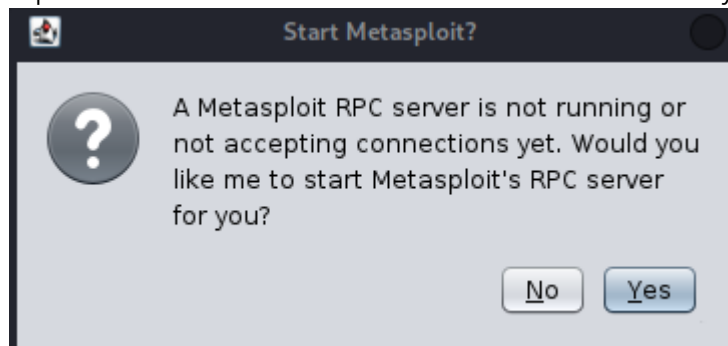 Start Metasploit?
A Metasploit RPC server is not running or
not accepting connections yet. Would you
like me to start Metasploit's RPC server
for you?
No
Yes